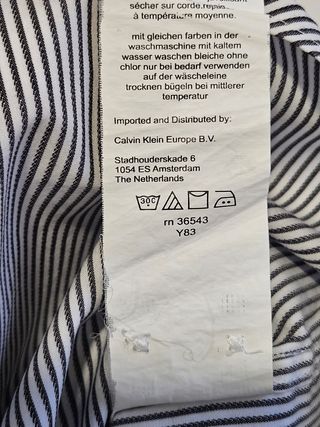 sécher sur corde.repas
à température moyenne.
mit gleichen farben in der
waschmaschine mit kaltem
wasser waschen bleiche ohne
chlor nur bei bedarf verwenden
auf der wäscheleine
trocknen bügeln bei mittlerer
temperatur
Imported and Distributed by:
Calvin Klein Europe B.V.
Stadhouderskade 6
1054 ES Amsterdam
The Netherlands
30C
rn 36543
Y83